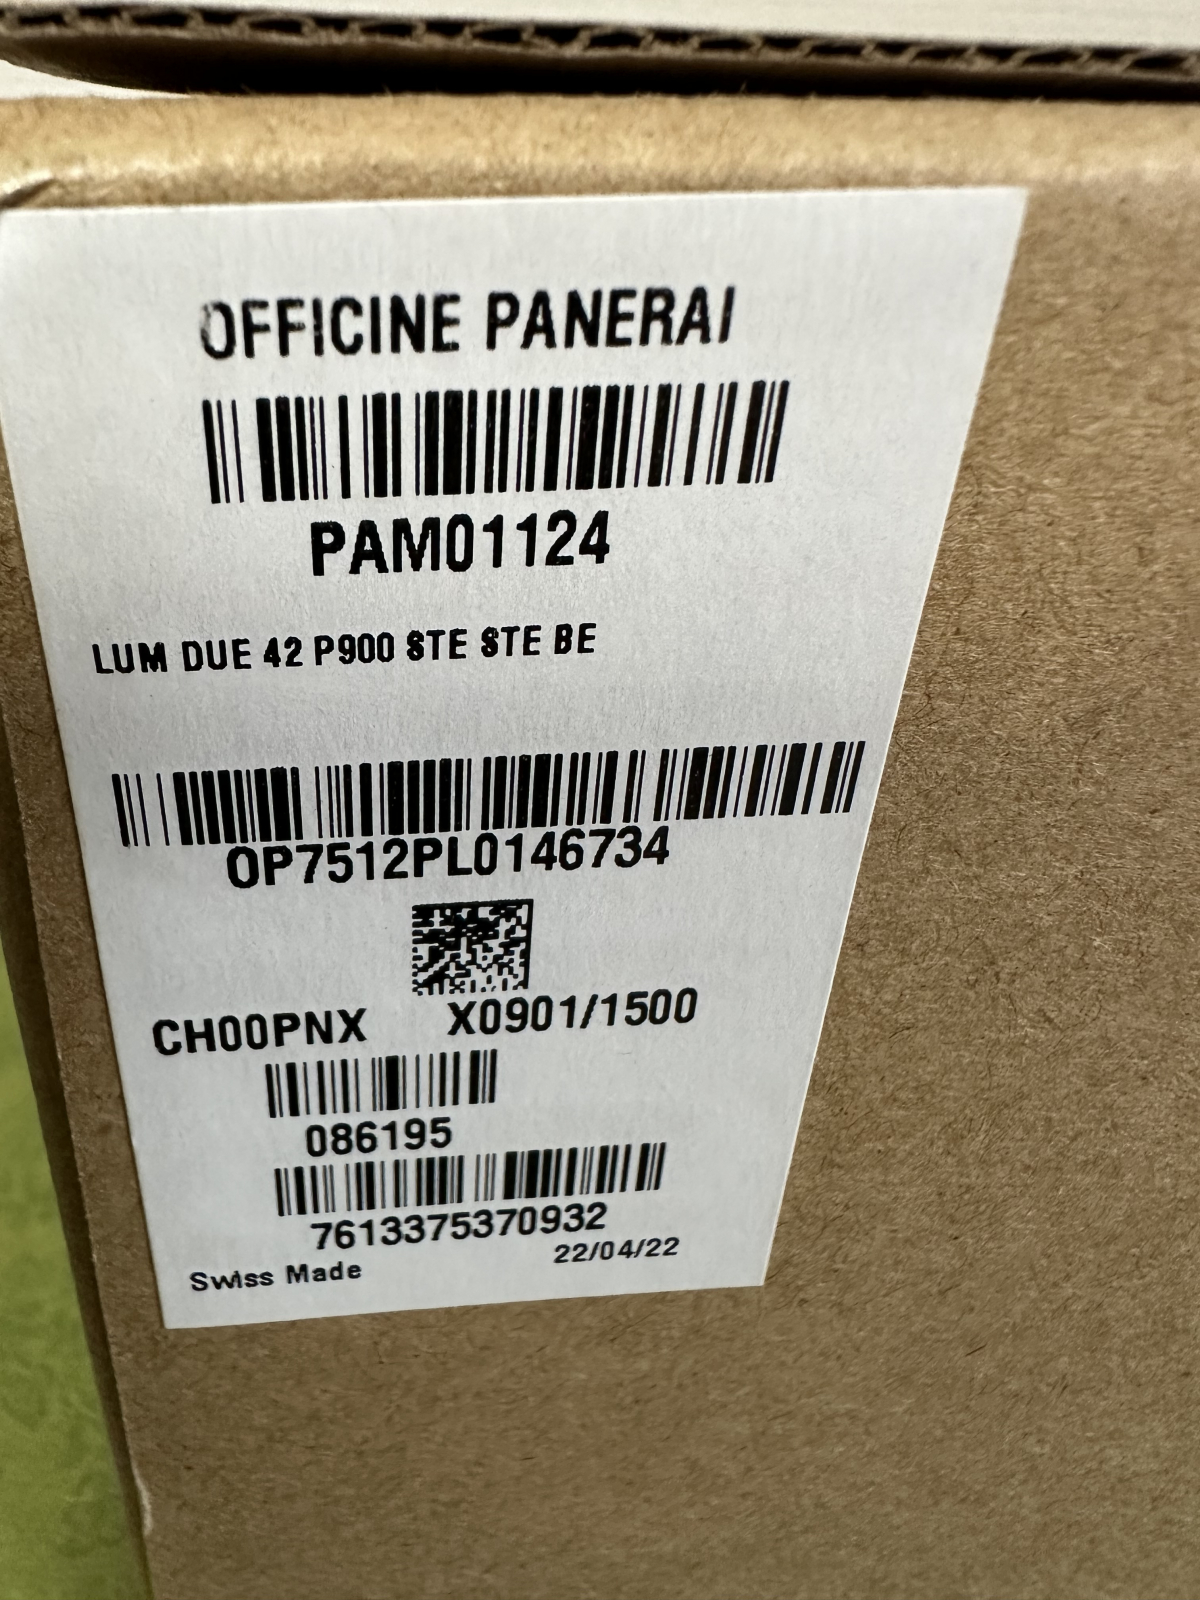 OFFICINE PANERAI
PAM01124
LUM DUE 42 P900 STE STE BE
OP7512PL0146734
CH00PNX X0901/1500
086195
7613375370932
22/04/22
Swiss Made